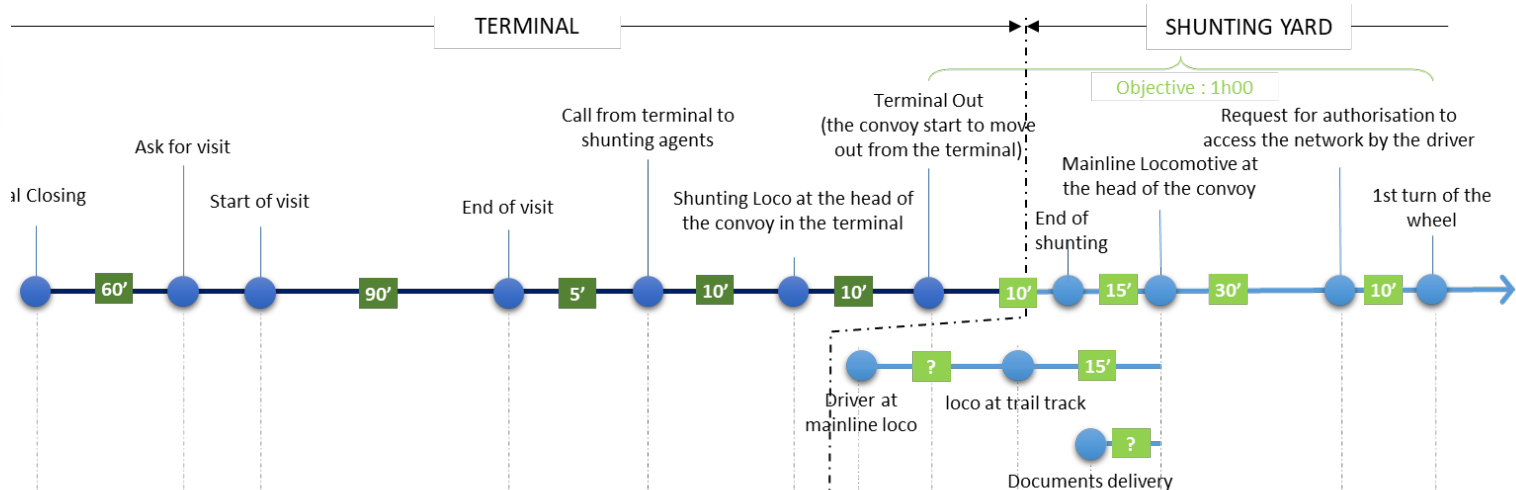 TERMINAL
SHUNTING YARD
Objective : 1h00
Terminal Out
(the convoy start to move
out from the terminal)
Call from terminal to
shunting agents
Request for authorisation to
access the network by the driver
Ask for visit
Mainline Locomotive at
the head of the convoy
al Closing
Start of visit
End of visit
Shunting Loco at the head of
the convoy in the terminal
End of
shunting
1st turn of the
wheel
60’
90’
5’
10’
10’
10’
15’
30’
10’
?
15’
Driver at
mainline loco
loco at trail track
?
Documents delivery